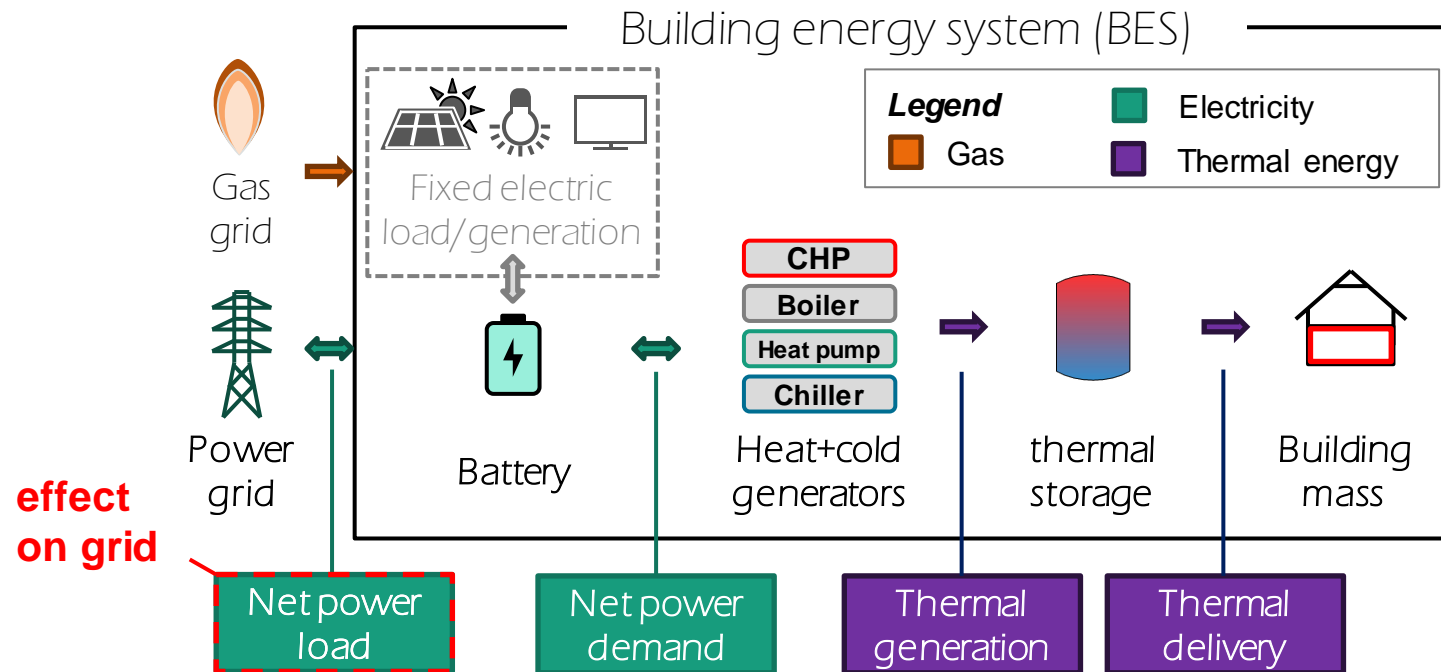 Building energy system (BES)
Legend
Gas
Electricity
Thermal energy
Gas
grid
Fixed electric
load/generation
CHP
Boiler
Heat pump
Chiller
Power
grid
Battery
Heat+cold
generators
thermal
storage
Building
mass
effect
on grid
Net power
load
Net power
demand
Thermal
generation
Thermal
delivery